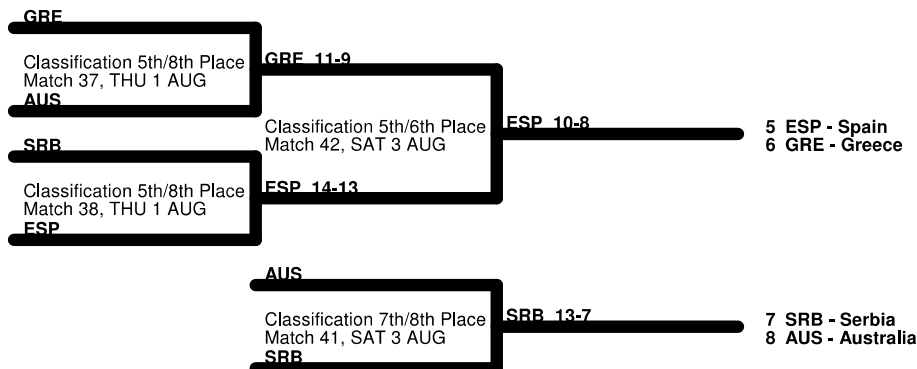 GRE
Classification 5th/8th Place
Match 37, THU 1 AUG
AUS
GRE 11-9
Classification 5th/6th Place
Match 42, SAT 3 AUG
ESP 10-8
5 ESP - Spain
6 GRE - Greece
SRB
Classification 5th/8th Place
Match 38, THU 1 AUG
ESP
ESP 14-13
AUS
Classification 7th/8th Place
Match 41, SAT 3 AUG
SRB
SRB 13-7
7 SRB - Serbia
8 AUS - Australia